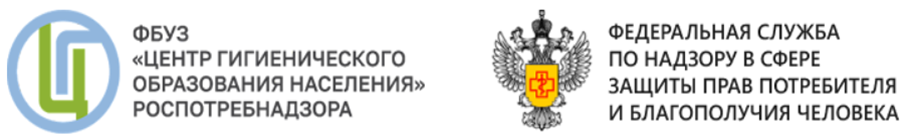 ФБУЗ
«ЦЕНТР ГИГИЕНИЧЕСКОГО
ОБРАЗОВАНИЯ НАСЕЛЕНИЯ»
РОСПОТРЕБНАДЗОРА
ФЕДЕРАЛЬНАЯ СЛУЖБА
ПО НАДЗОРУ В СФЕРЕ
ЗАЩИТЫ ПРАВ ПОТРЕБИТЕЛЯ
И БЛАГОПОЛУЧИЯ ЧЕЛОВЕКА